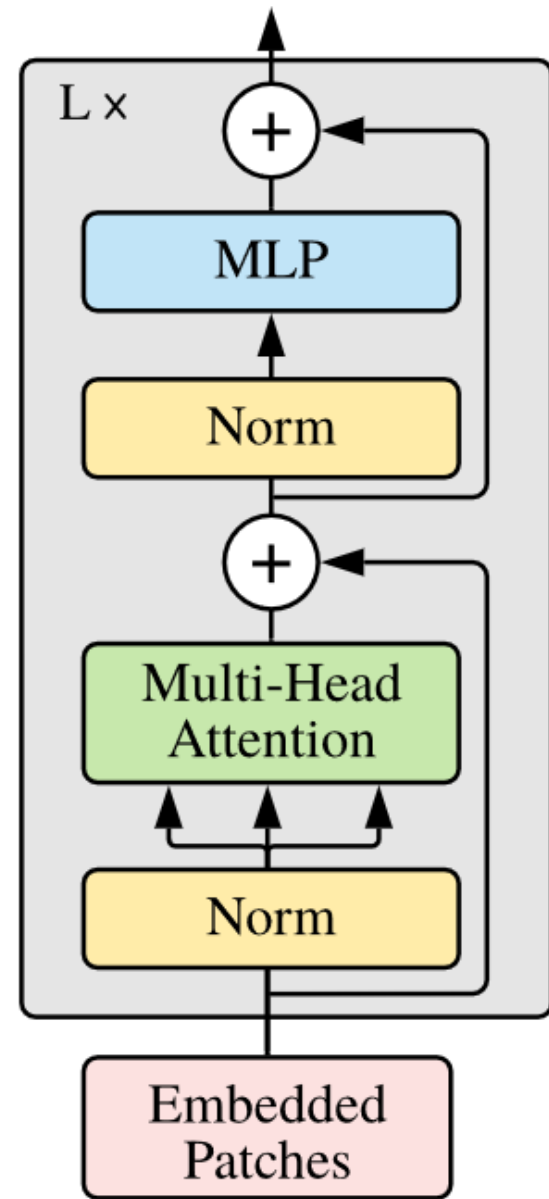 L ×
+
MLP
Norm
+
Multi-Head
Attention
Norm
Embedded
Patches